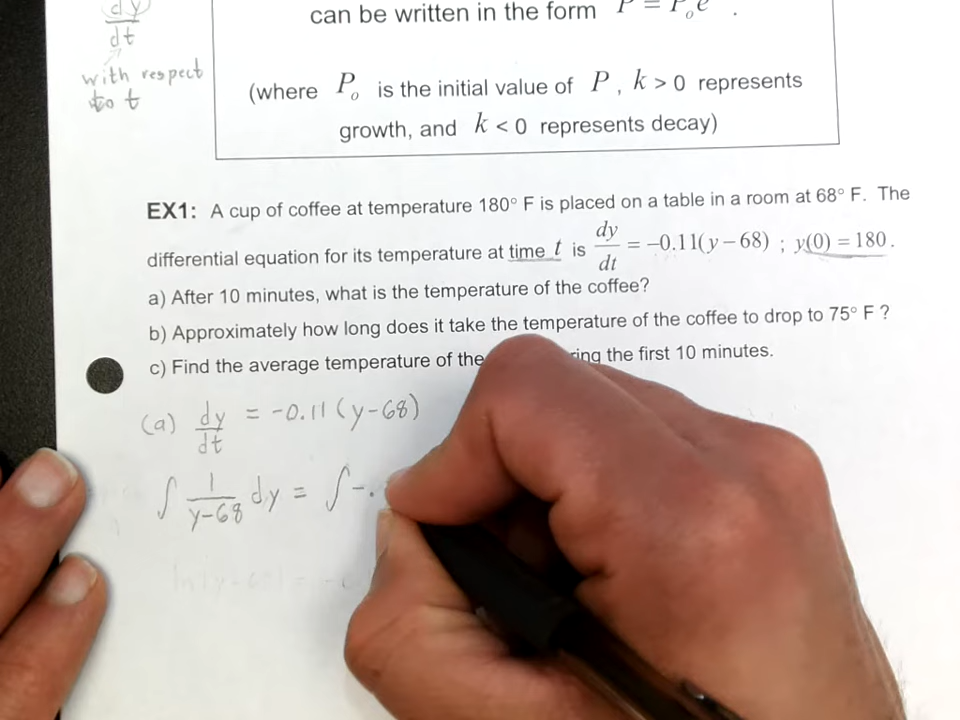 dy
dt
with respect
to t
can be written in the form P = P₀e .
(where P₀ is the initial value of P, k > 0 represents
growth, and k < 0 represents decay)
EX1: A cup of coffee at temperature 180° F is placed on a table in a room at 68° F. The
differential equation for its temperature at time t is dy/dt = −0.11(y − 68) ; y(0) = 180.
a) After 10 minutes, what is the temperature of the coffee?
b) Approximately how long does it take the temperature of the coffee to drop to 75° F ?
c) Find the average temperature of the ing the first 10 minutes.
(a) dy/dt = -0.11 (y-68)
∫ 1/(y-68) dy = ∫ -.